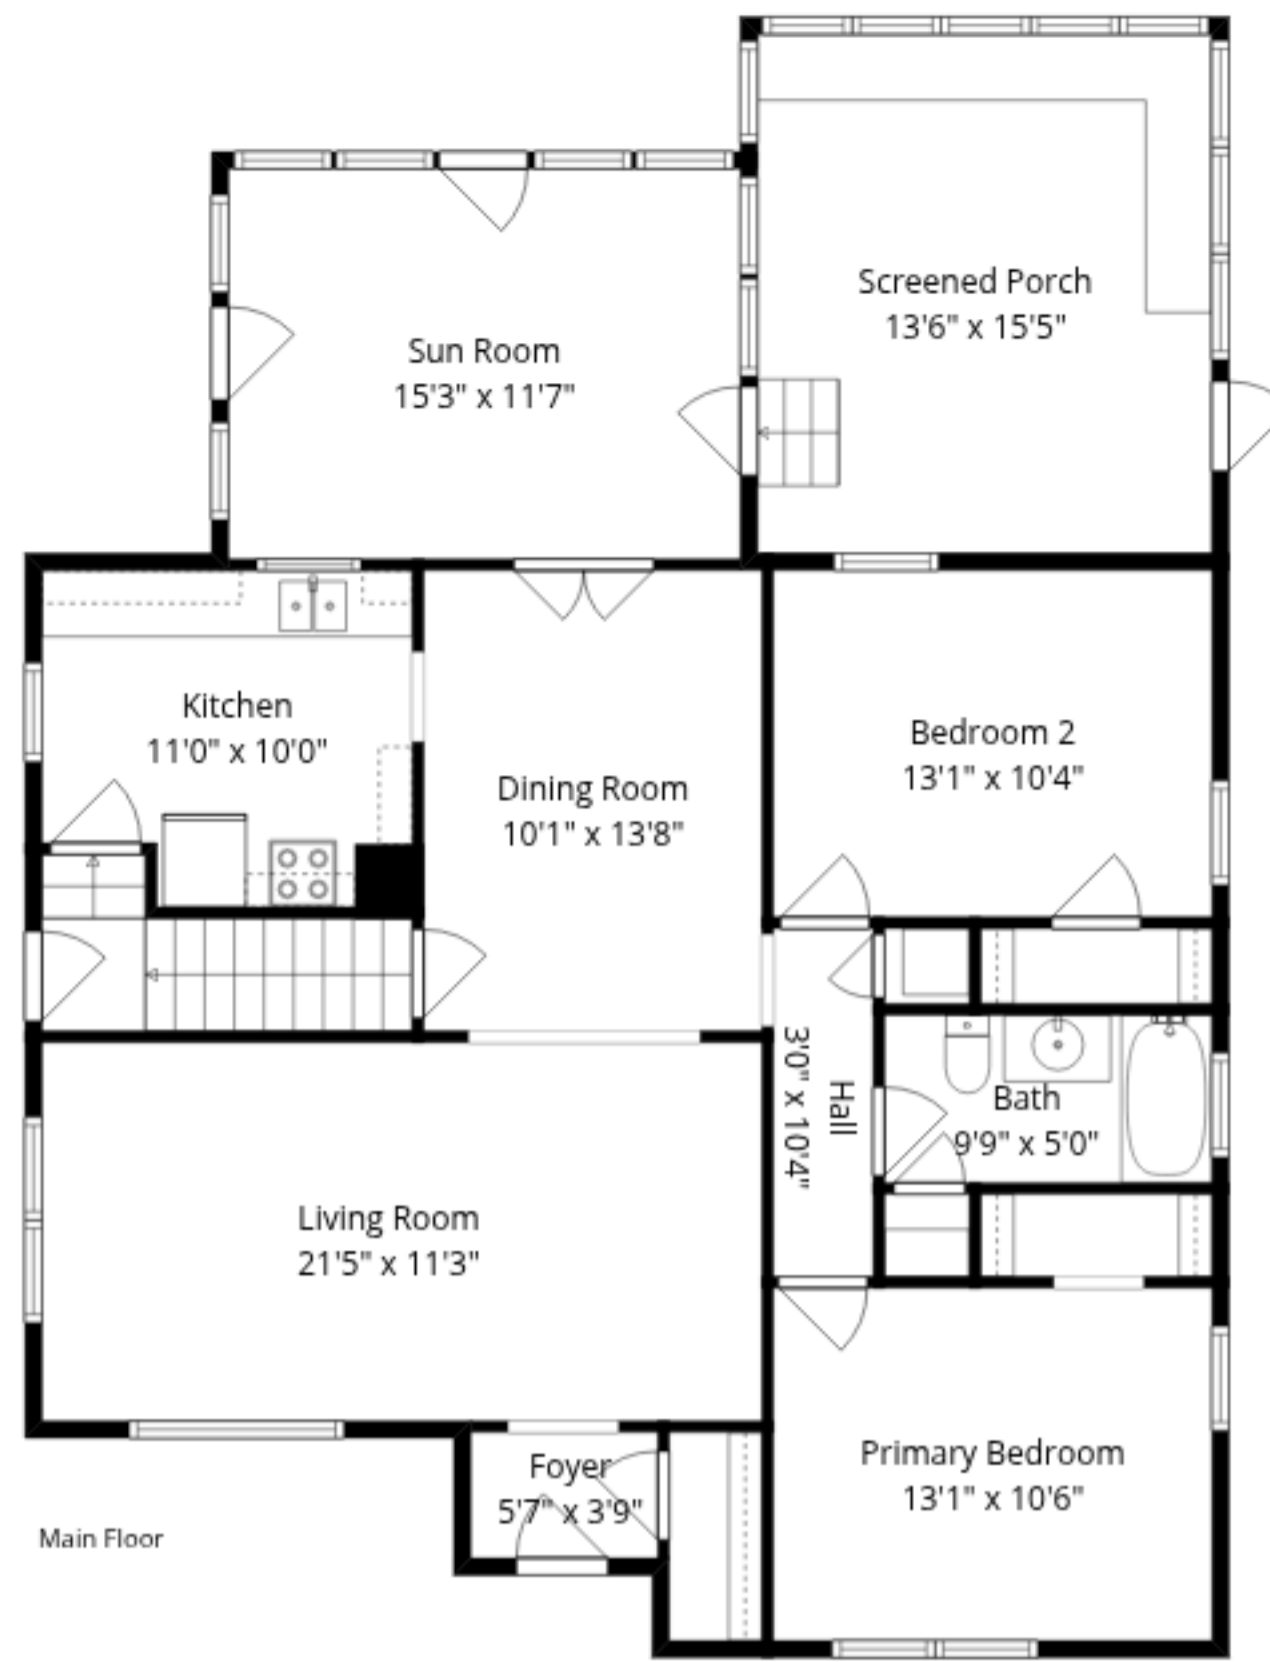 Screened Porch
13'6" x 15'5"
Sun Room
15'3" x 11'7"
Kitchen
11'0" x 10'0"
Dining Room
10'1" x 13'8"
Bedroom 2
13'1" x 10'4"
Hall
3'0" x 10'4"
Bath
9'9" x 5'0"
Living Room
21'5" x 11'3"
Foyer
5'7" x 3'9"
Primary Bedroom
13'1" x 10'6"
Main Floor